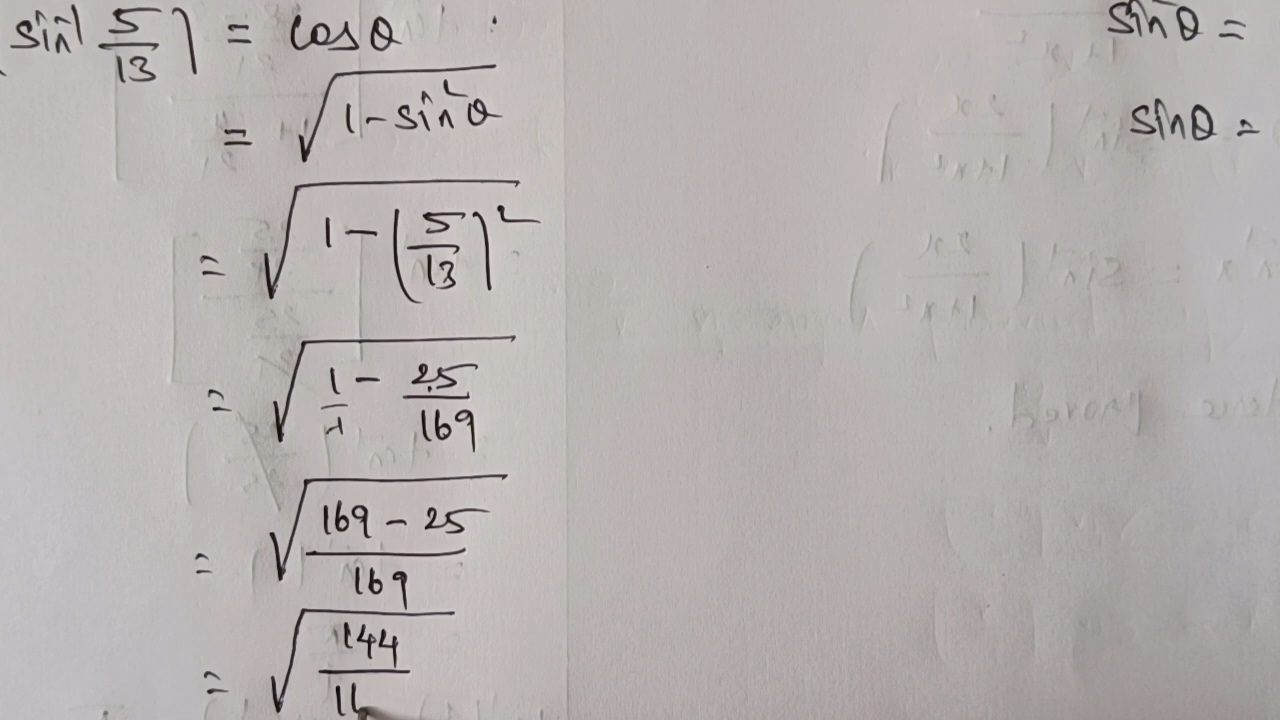 sin⁻¹ 5/13) = cosθ
= √(1 - sin²θ)
= √(1 - (5/13)²)
= √(1/1 - 25/169)
= √((169 - 25)/169)
= √(144/1
sinθ =
sinθ =